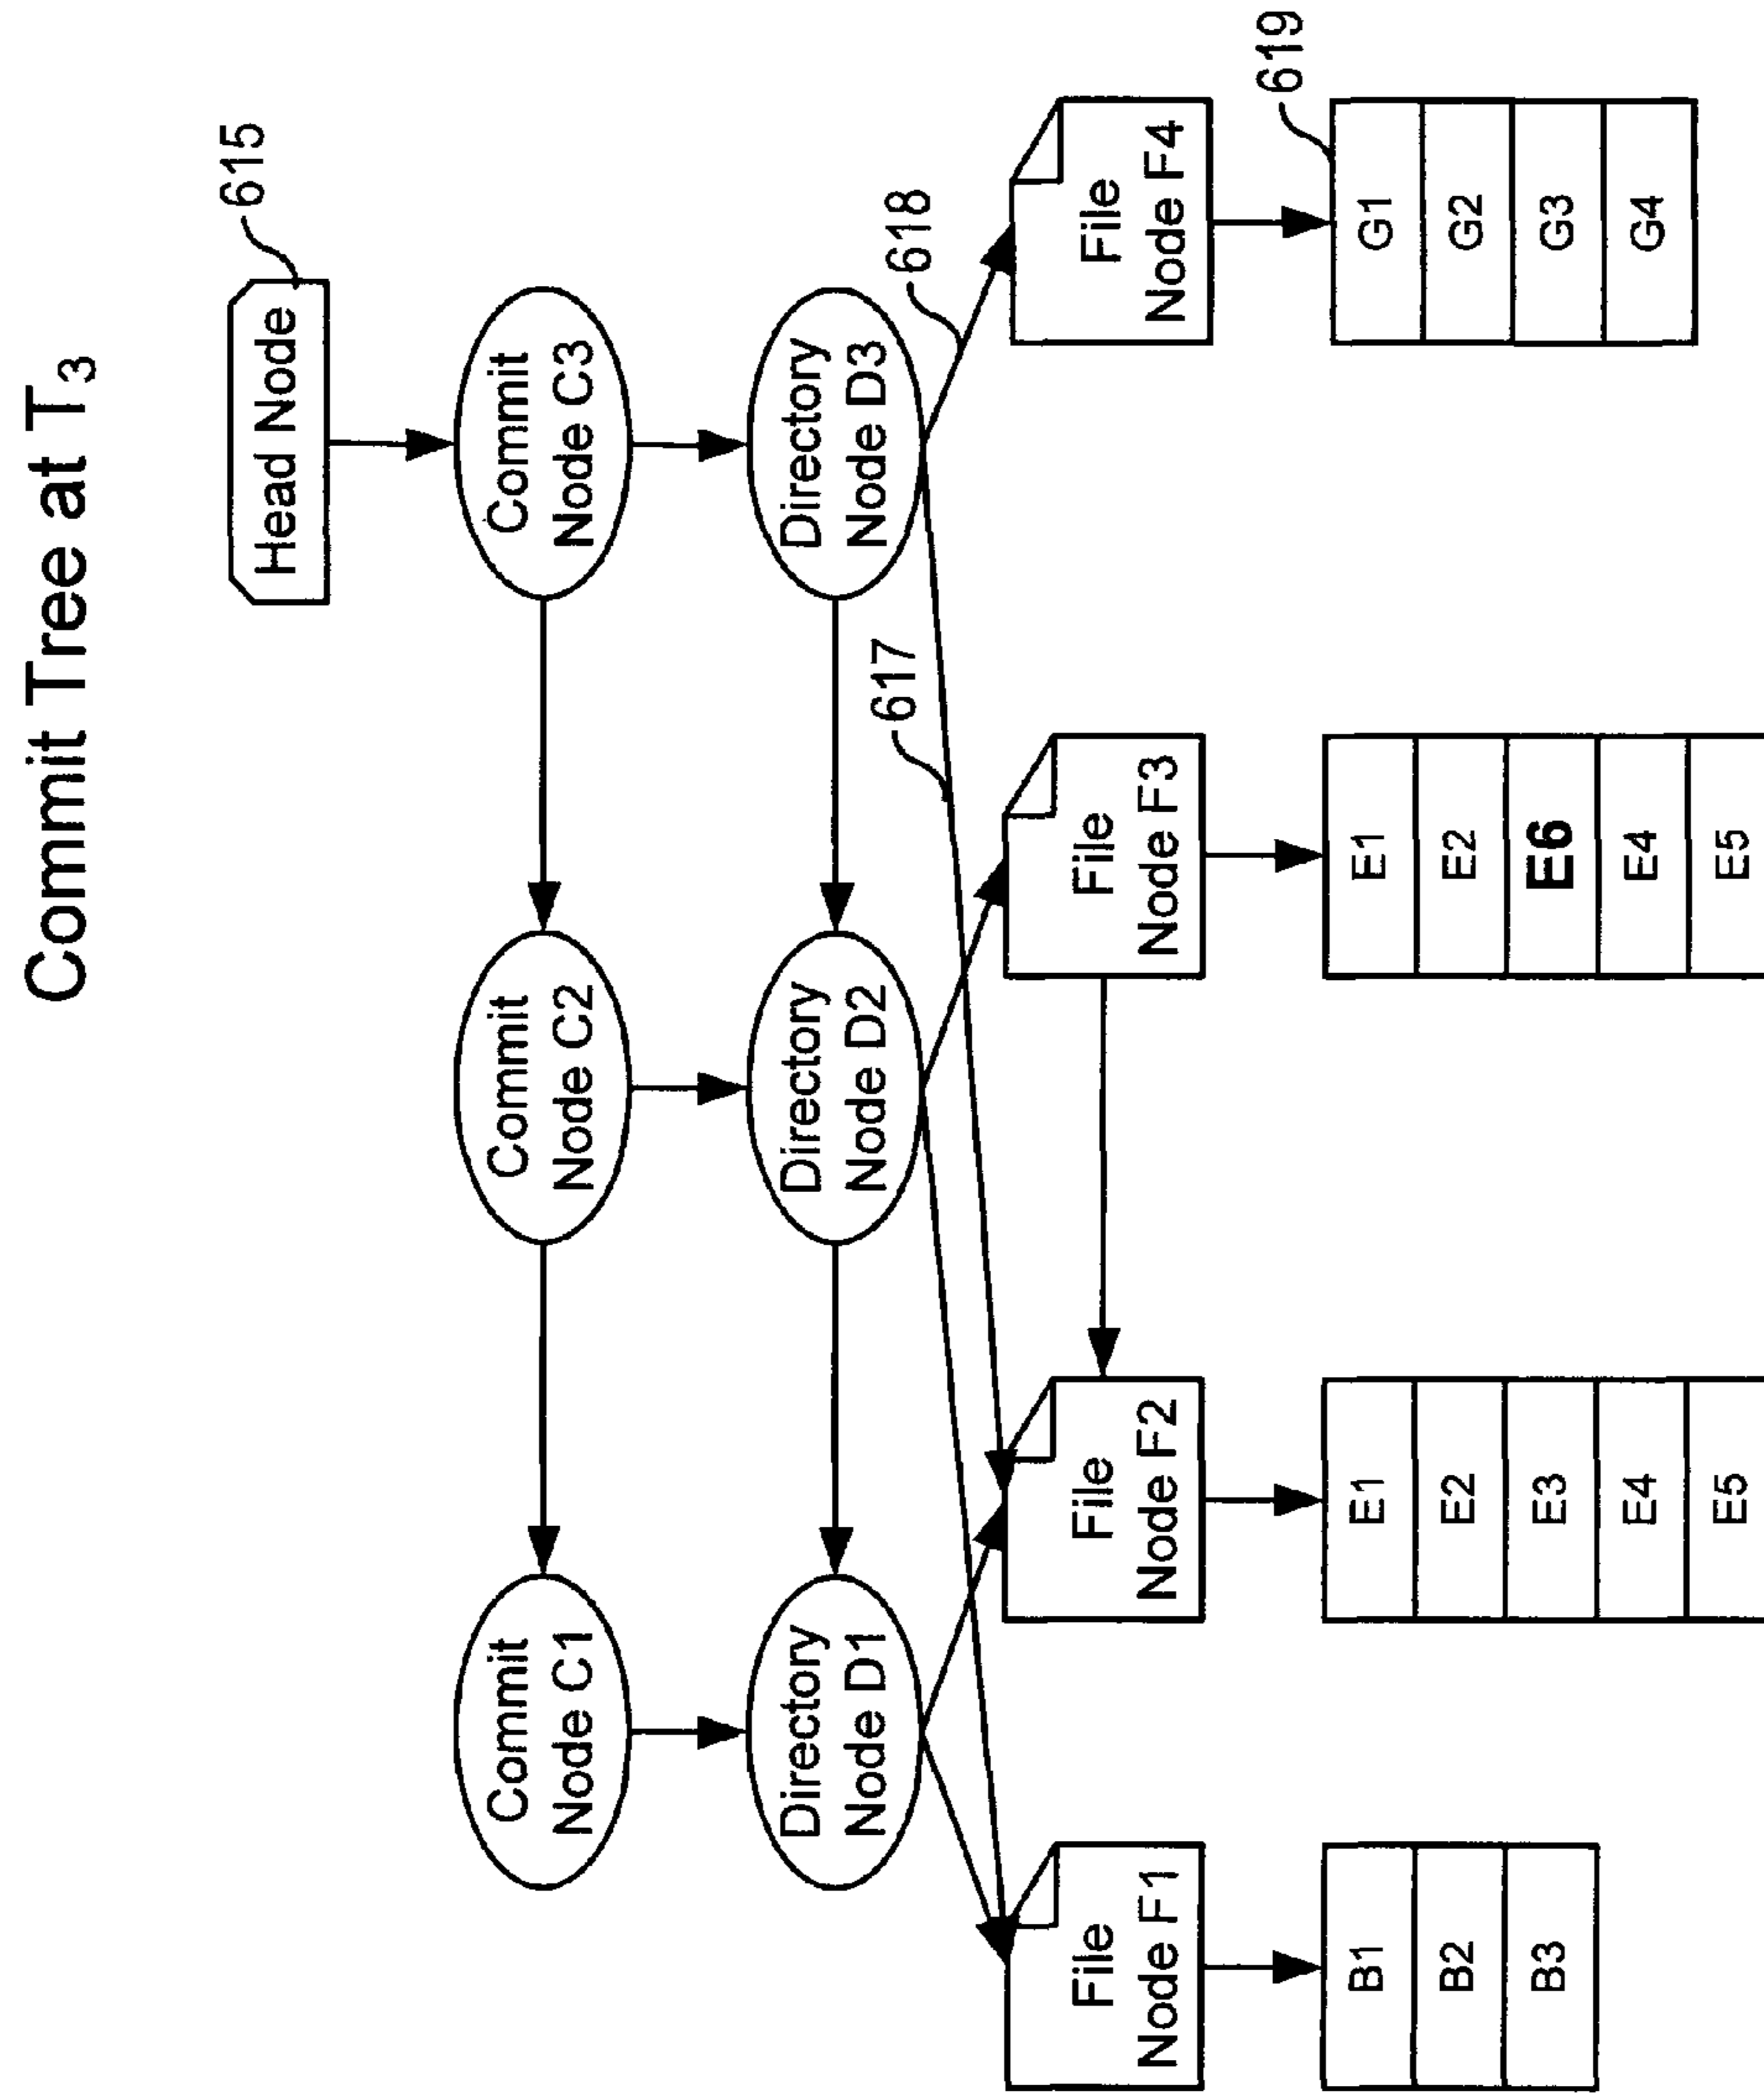 Commit Tree at T3
Head Node
615
Commit
Node C1
Commit
Node C2
Commit
Node C3
Directory
Node D1
Directory
Node D2
Directory
Node D3
617
618
File
Node F1
File
Node F2
File
Node F3
File
Node F4
619
B1
B2
B3
E1
E2
E3
E4
E5
E1
E2
E6
E4
E5
G1
G2
G3
G4